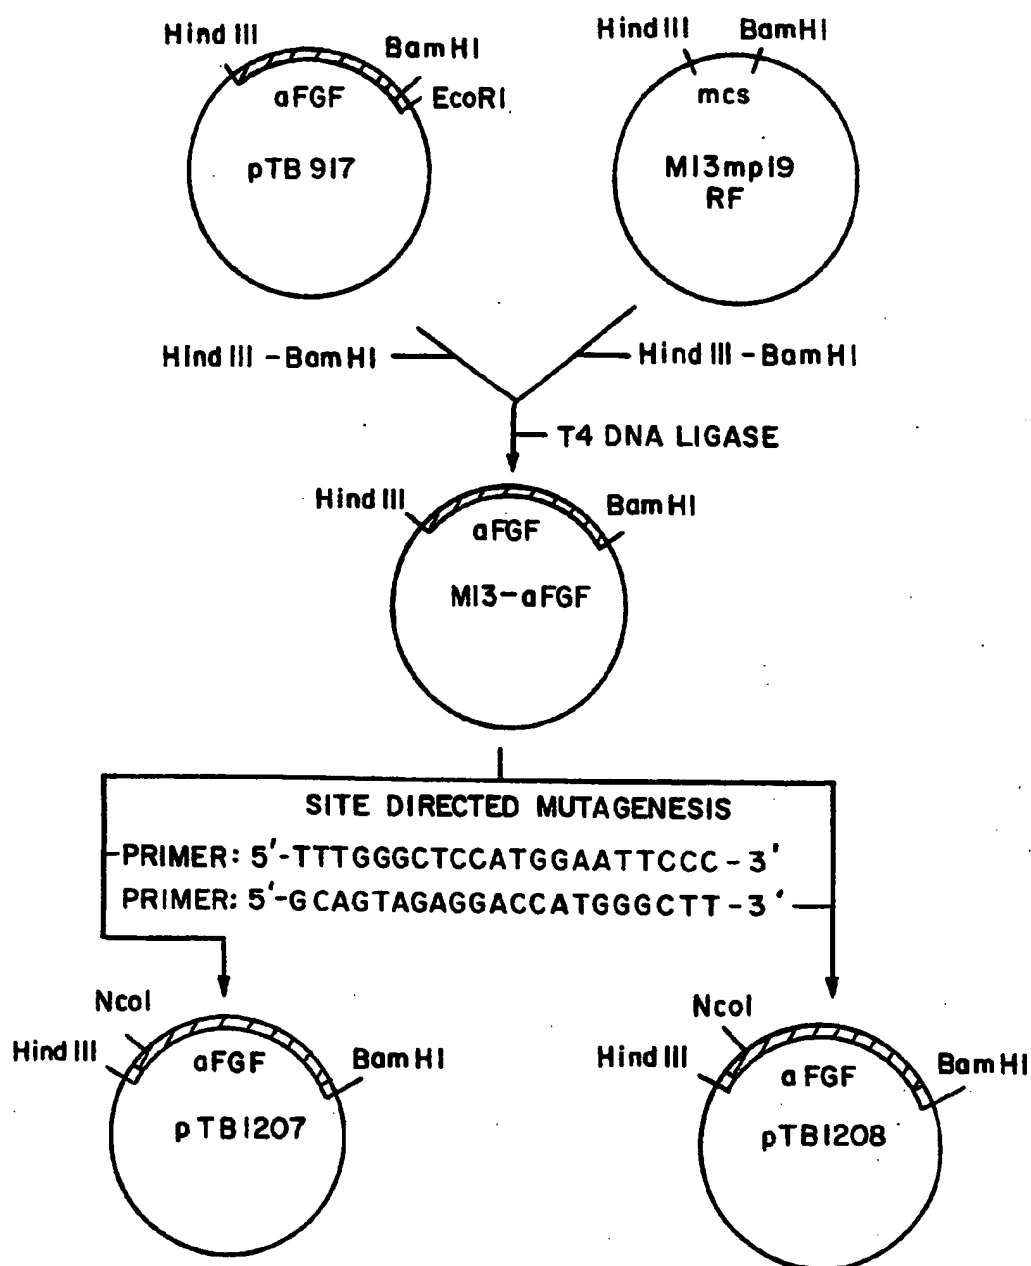 Hind III
BamHI
EcoRI
aFGF
pTB 917
Hind III
BamHI
mcs
M13mp19
RF
Hind III - BamHI
Hind III - BamHI
T4 DNA LIGASE
Hind III
BamHI
aFGF
M13-aFGF
SITE DIRECTED MUTAGENESIS
PRIMER: 5'-TTTGGGCTCCATGGAATTCCC-3'
PRIMER: 5'-GCAGTAGAGGACCATGGGCTT-3'
NcoI
Hind III
BamHI
aFGF
pTB1207
NcoI
Hind III
BamHI
aFGF
pTB1208